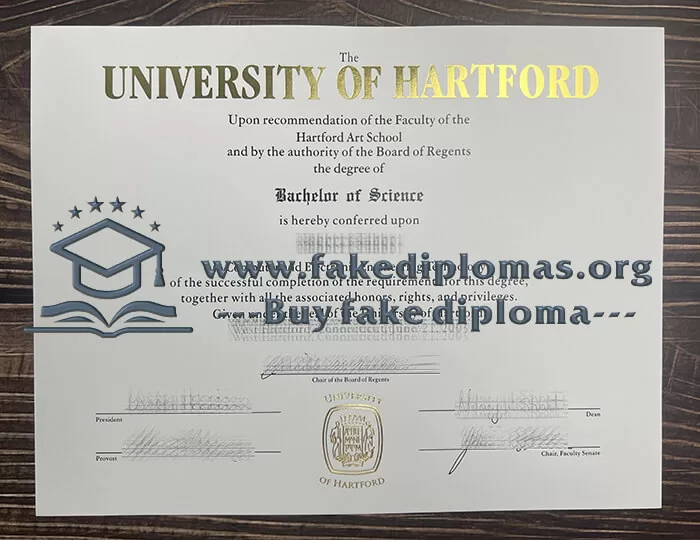 The
UNIVERSITY OF HARTFORD
Upon recommendation of the Faculty of the
Hartford Art School
and by the authority of the Board of Regents
the degree of
Bachelor of Science
is hereby conferred upon
www.fakediplomas.org
of the successful completion of the requirements for this degree,
together with all the associated honors, rights, and privileges.
Buy fake diploma---
Chair of the Board of Regents
President
Dean
Provost
Chair, Faculty Senate
UNIVERSITY
OF HARTFORD